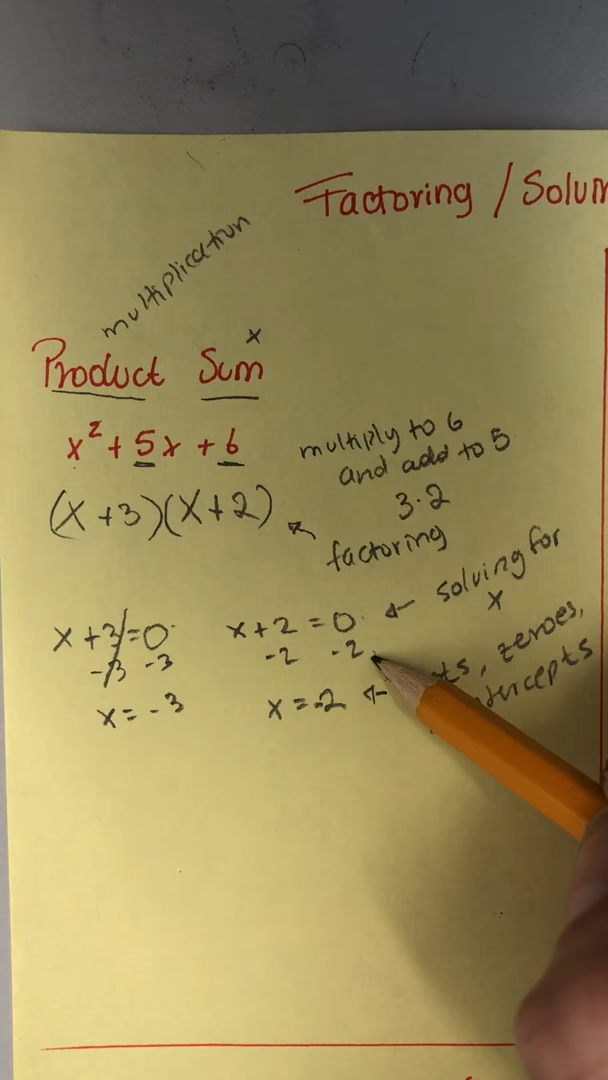 Factoring /
multiplication
x
Product Sum
x² + 5x + 6
multiply to 6
and add to 5
3·2
(x+3)(x+2)
factoring
x+3=0
-3 -3
x=-3
x+2=0
-2 -2
x=-2
solving for
x
zeroes,